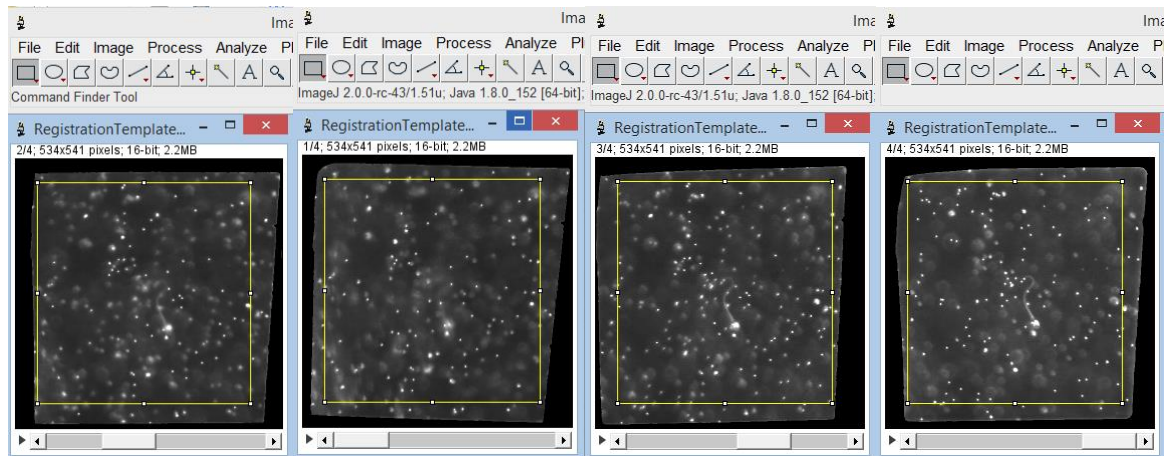 Ima
File Edit Image Process Analyze Pl
A
Command Finder Tool
RegistrationTemplate...
2/4; 534x541 pixels; 16-bit; 2.2MB
Ima
File Edit Image Process Analyze Pl
A
ImageJ 2.0.0-rc-43/1.51u; Java 1.8.0_152 [64-bit];
RegistrationTemplate...
1/4; 534x541 pixels; 16-bit; 2.2MB
Ima
File Edit Image Process Analyze P
A
ImageJ 2.0.0-rc-43/1.51u; Java 1.8.0_152 [64-bit];
RegistrationTemplate...
3/4; 534x541 pixels; 16-bit; 2.2MB
Ima
File Edit Image Process Analyze P
A
RegistrationTemplate...
4/4; 534x541 pixels; 16-bit; 2.2MB